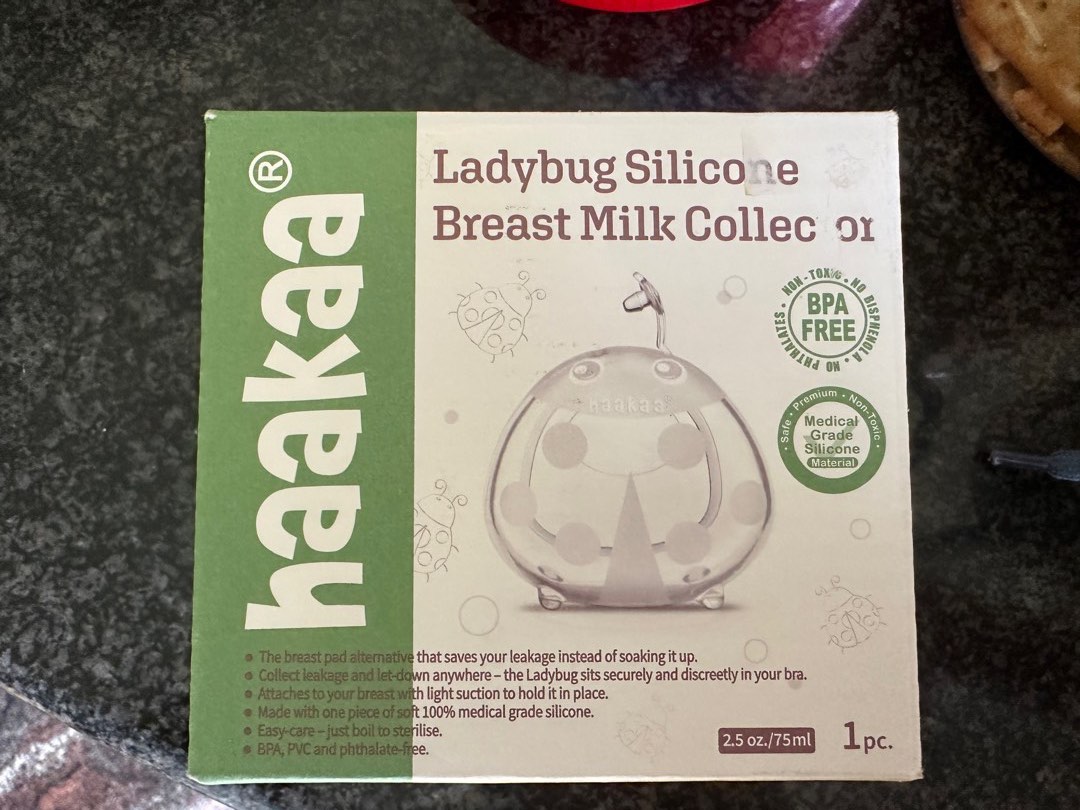 haakaa®
Ladybug Silicone
Breast Milk Collec or
NON-TOXIC • NO BISPHENOL A • NO PHTHALATES •
BPA
FREE
haakaa®
Safe • Premium • Non-Toxic •
Medical
Grade
Silicone
Material
• The breast pad alternative that saves your leakage instead of soaking it up.
• Collect leakage and let-down anywhere – the Ladybug sits securely and discreetly in your bra.
• Attaches to your breast with light suction to hold it in place.
• Made with one piece of soft 100% medical grade silicone.
• Easy-care – just boil to sterilise.
• BPA, PVC and phthalate-free.
2.5 oz./75ml
1pc.